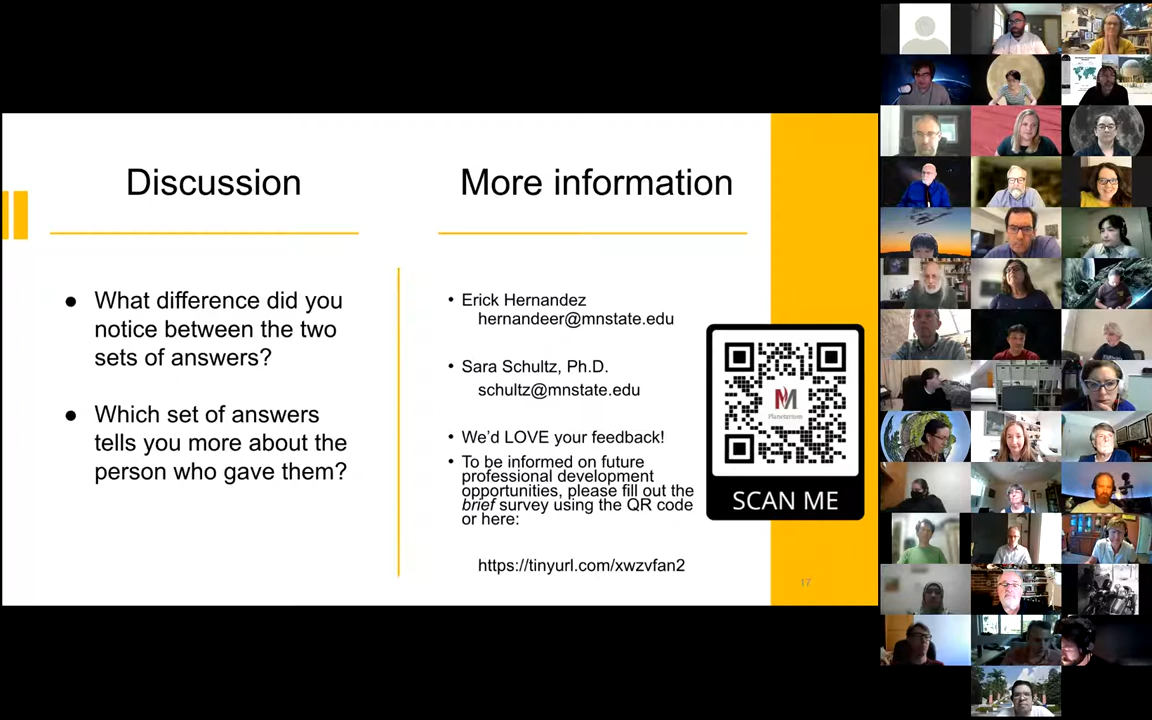 Discussion
● What difference did you
notice between the two
sets of answers?
● Which set of answers
tells you more about the
person who gave them?
More information
• Erick Hernandez
hernandeer@mnstate.edu
• Sara Schultz, Ph.D.
schultz@mnstate.edu
• We'd LOVE your feedback!
• To be informed on future
professional development
opportunities, please fill out the
brief survey using the QR code
or here:
https://tinyurl.com/xwzvfan2
M
Planetarium
SCAN ME
17